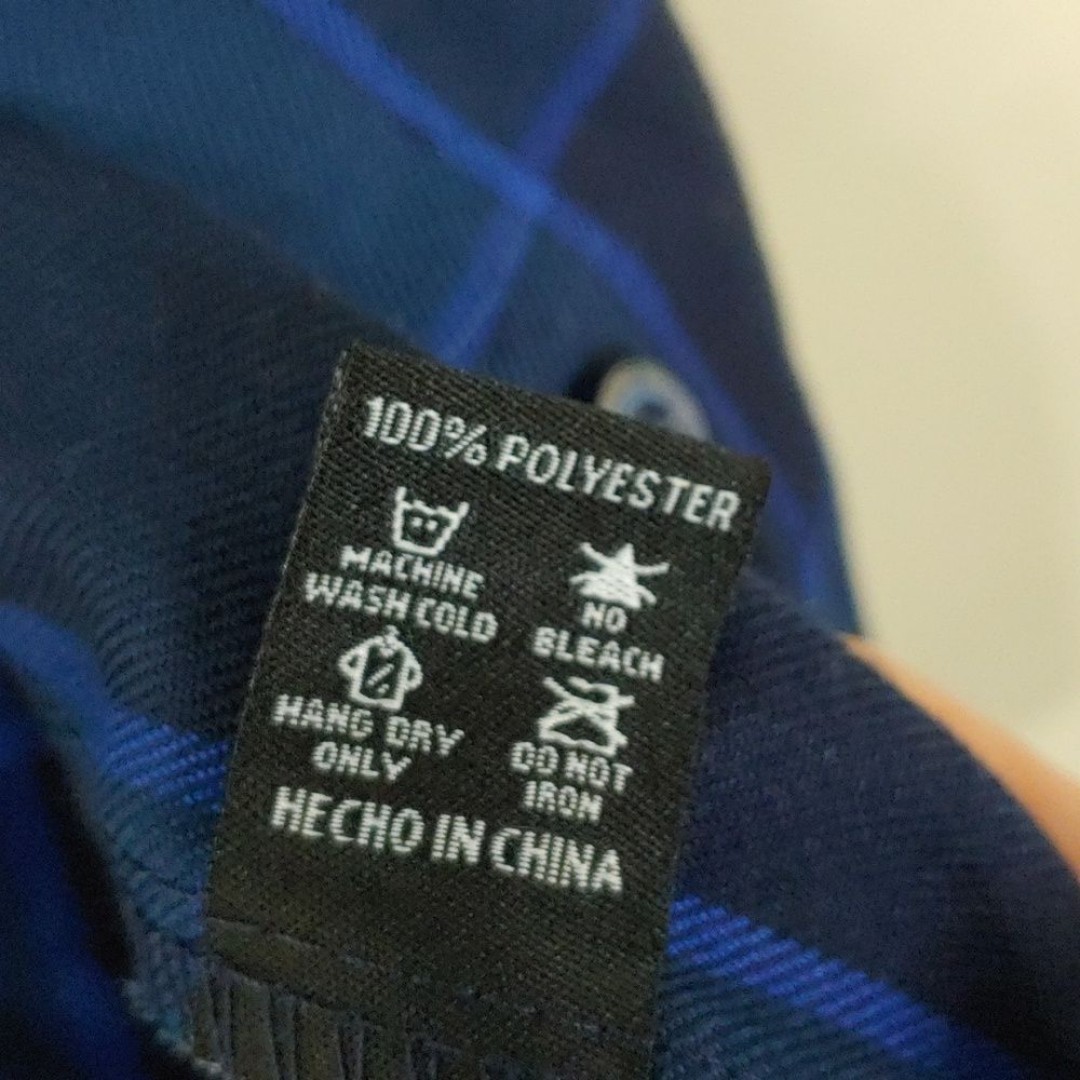 100% POLYESTER
MACHINE
WASH COLD
NO
BLEACH
HANG DRY
ONLY
DO NOT
IRON
HECHO IN CHINA